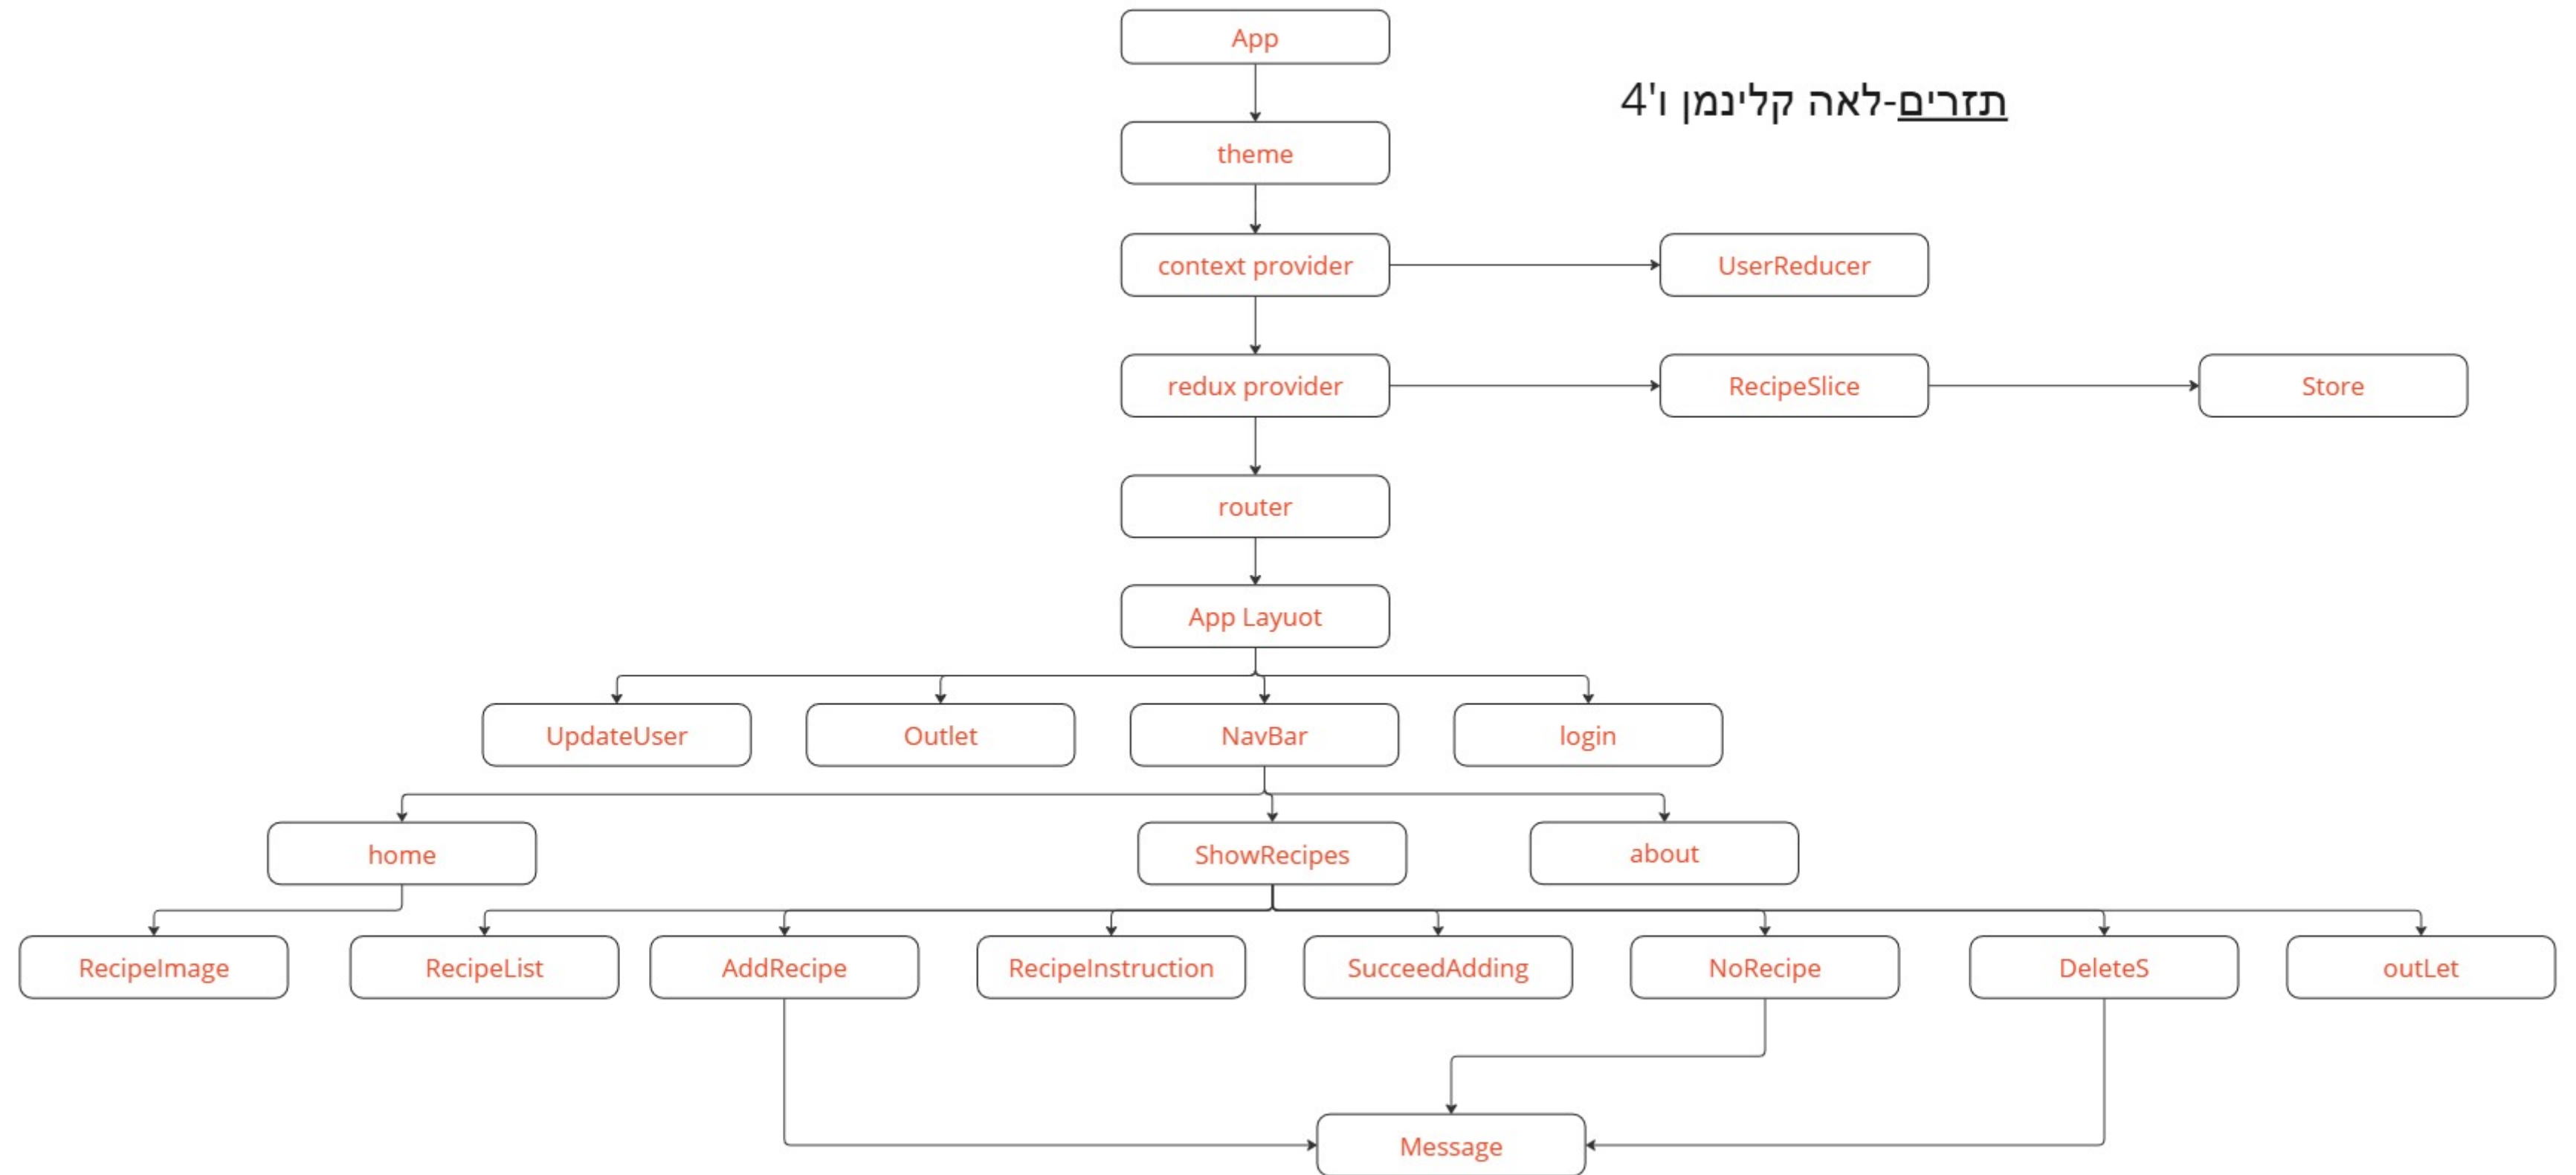 App
תזרים-לאה קלינמן ו'4
theme
context provider
UserReducer
redux provider
RecipeSlice
Store
router
App Layuot
UpdateUser
Outlet
NavBar
login
home
ShowRecipes
about
RecipeImage
RecipeList
AddRecipe
RecipeInstruction
SucceedAdding
NoRecipe
DeleteS
outLet
Message